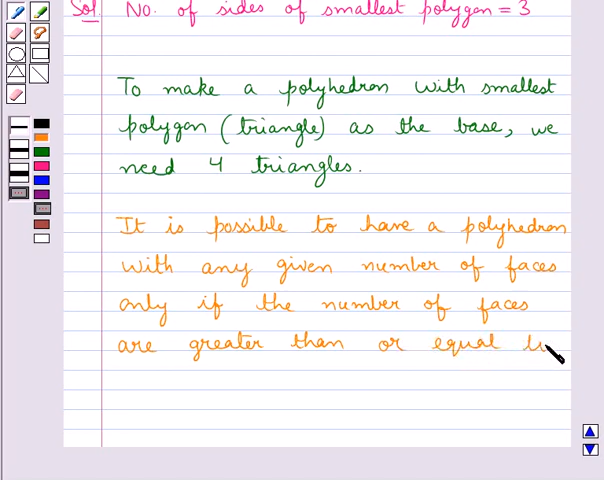 Sol. No. of sides of smallest polygon = 3
To make a polyhedron with smallest
polygon (triangle) as the base, we
need 4 triangles.
It is possible to have a polyhedron
with any given number of faces
only if the number of faces
are greater than or equal